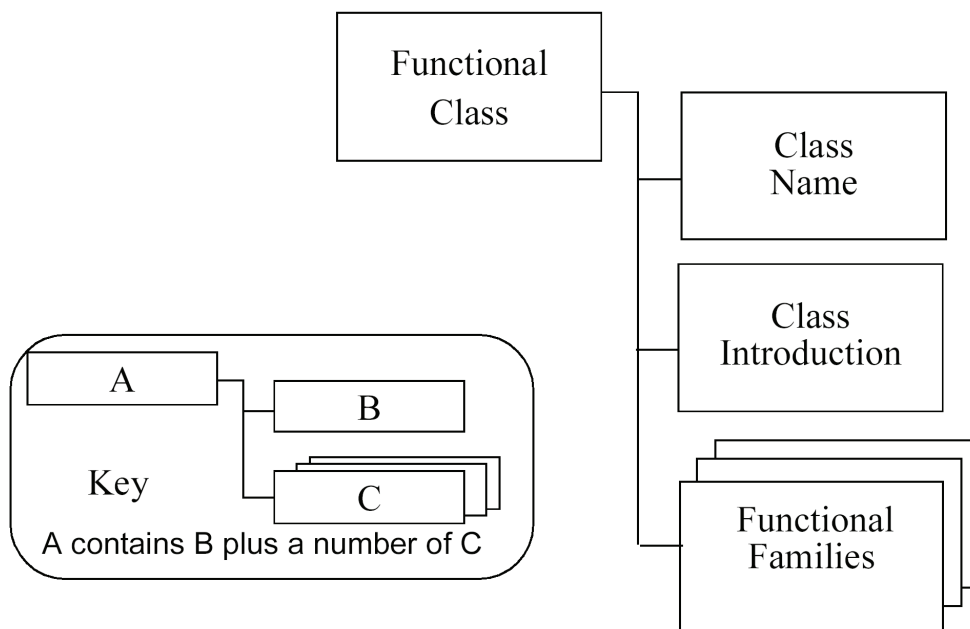 Functional
Class
Class
Name
Class
Introduction
Functional
Families
A
B
C
Key
A contains B plus a number of C